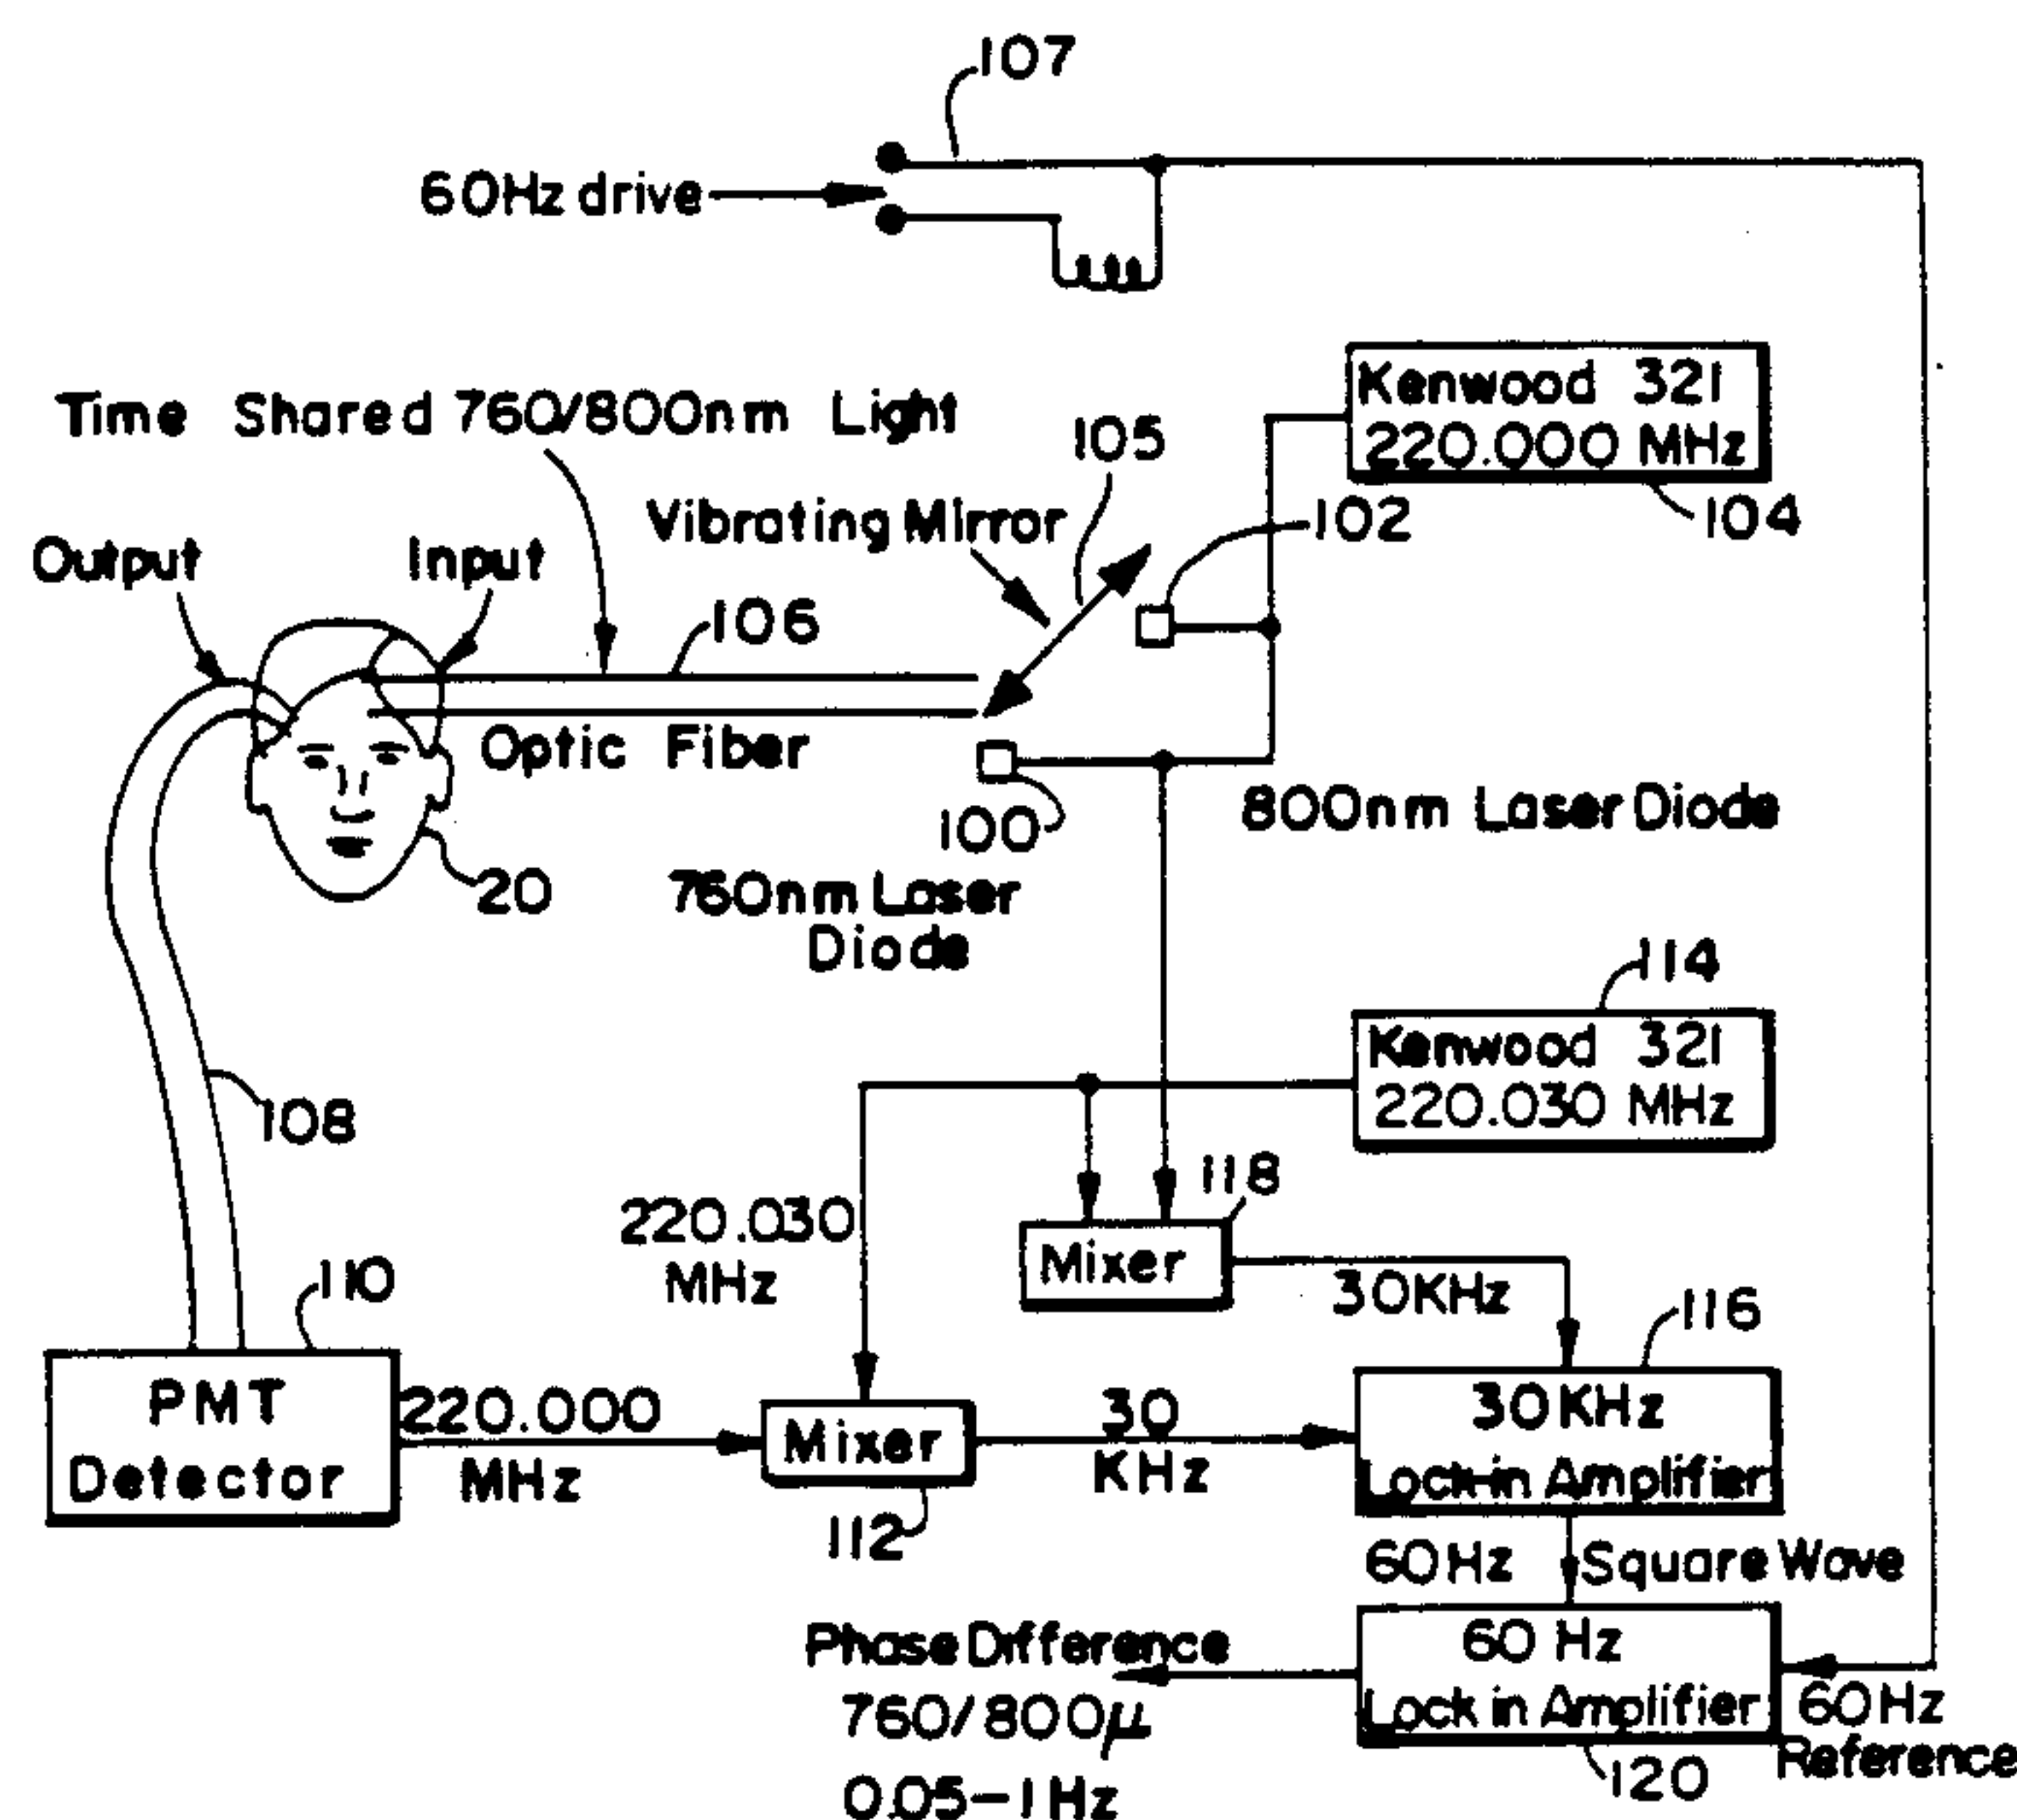 107
60Hz drive
Kenwood 321
220.000 MHz
104
Time Shared 760/800nm Light
105
Vibrating Mirror
102
Output
Input
106
Optic Fiber
100
800nm Laser Diode
20
760nm Laser
Diode
114
Kenwood 321
220.030 MHz
108
118
220.030
MHz
Mixer
30KHz
110
116
PMT
Detector
220.000
MHz
Mixer
30
KHz
30KHz
Lock-in Amplifier
112
60Hz Square Wave
Phase Difference
760/800μ
0.05-1Hz
60 Hz
Lock in Amplifier
60Hz
Reference
120